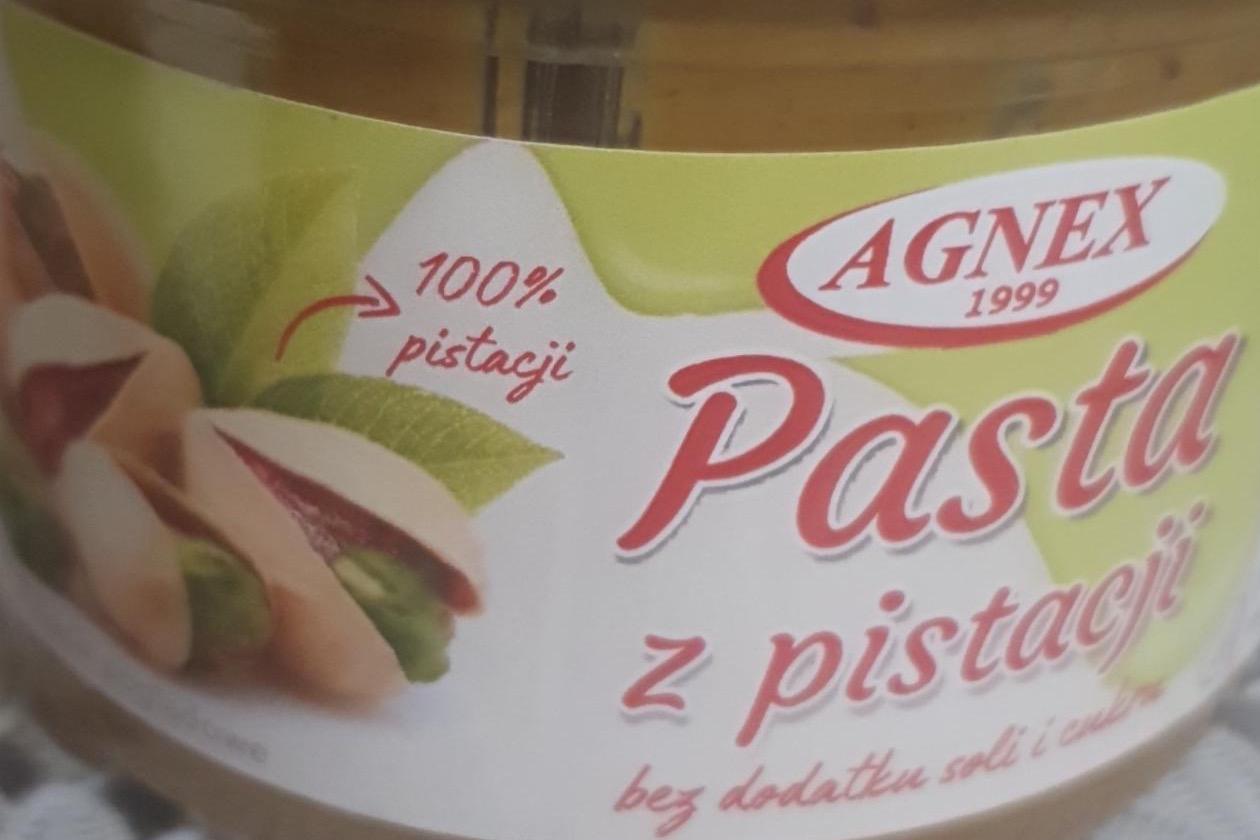 AGNEX
1999
100%
pistacji
Pasta
z pistacji
bez dodatku soli i cukru